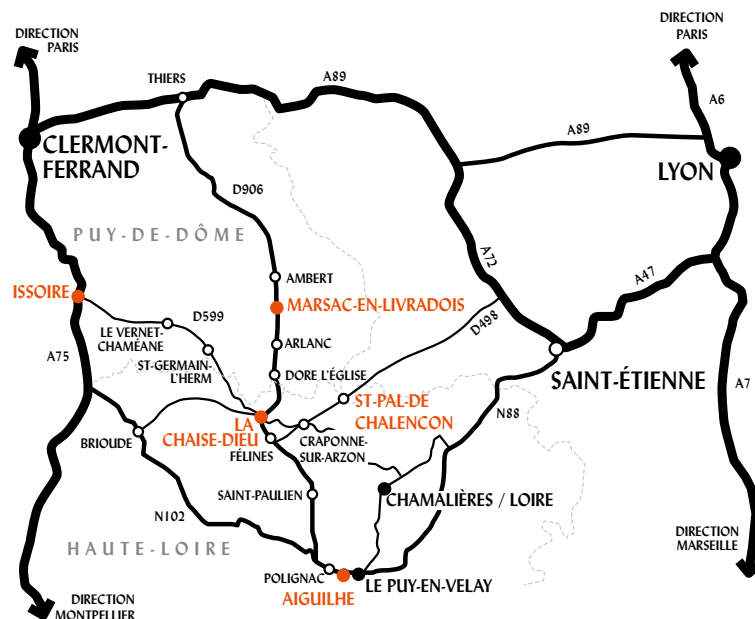 DIRECTION
PARIS
DIRECTION
PARIS
THIERS
A89
A6
A89
CLERMONT-
FERRAND
LYON
D906
PUY-DE-DÔME
A72
A47
AMBERT
ISSOIRE
MARSAC-EN-LIVRADOIS
D599
D498
LE VERNET-
CHAMÉANE
ARLANC
ST-GERMAIN-
L'HERM
A75
DORE L'ÉGLISE
SAINT-ÉTIENNE
A7
ST-PAL-DE
CHALENCON
N88
LA
CHAISE-DIEU
BRIOUDE
CRAPONNE-
SUR-ARZON
FÉLINES
SAINT-PAULIEN
CHAMALIÈRES / LOIRE
N102
HAUTE-LOIRE
DIRECTION
MARSEILLE
POLIGNAC
LE PUY-EN-VELAY
AIGUILHE
DIRECTION
MONTPELLIER